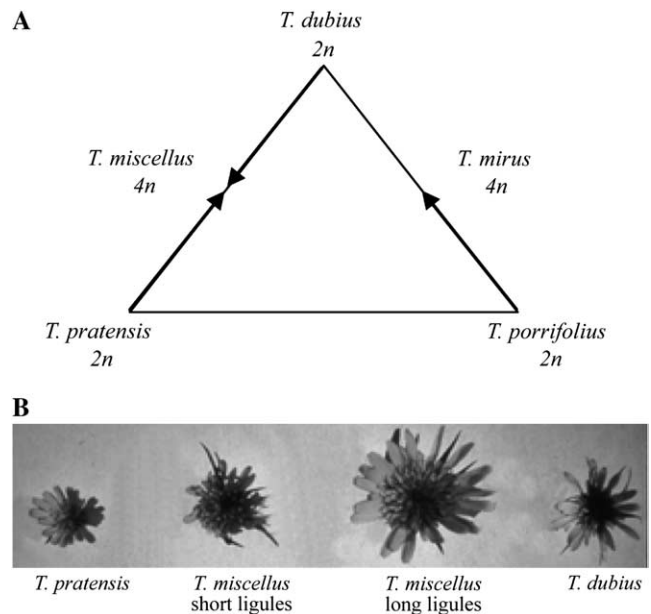 A
T. dubius
2n
T. miscellus
4n
T. mirus
4n
T. pratensis
2n
T. porrifolius
2n
B
T. pratensis
T. miscellus
short ligules
T. miscellus
long ligules
T. dubius